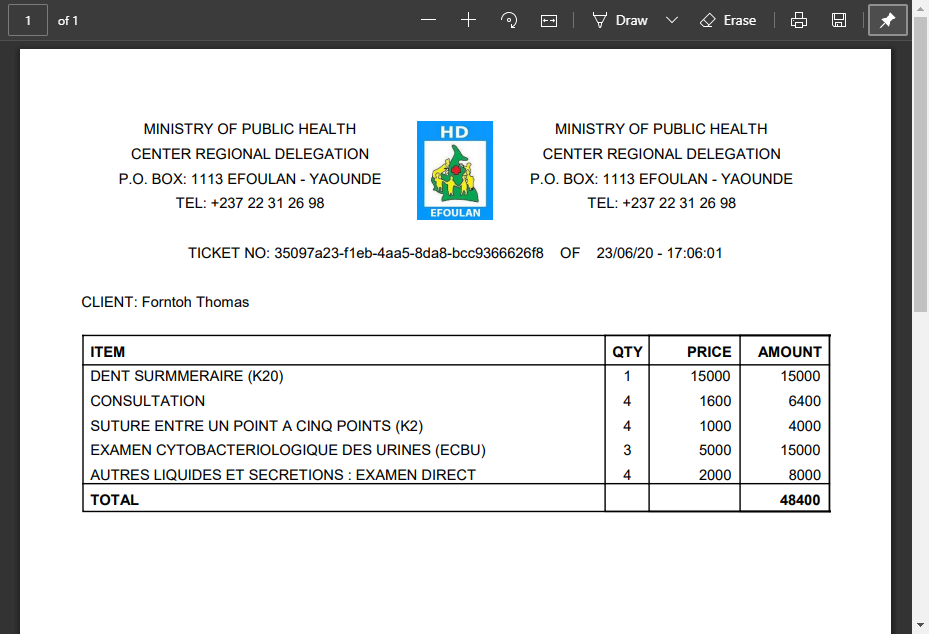 1 of 1 Draw Erase
MINISTRY OF PUBLIC HEALTH
CENTER REGIONAL DELEGATION
P.O. BOX: 1113 EFOULAN - YAOUNDE
TEL: +237 22 31 26 98
HD
EFOULAN
MINISTRY OF PUBLIC HEALTH
CENTER REGIONAL DELEGATION
P.O. BOX: 1113 EFOULAN - YAOUNDE
TEL: +237 22 31 26 98
TICKET NO: 35097a23-f1eb-4aa5-8da8-bcc9366626f8 OF 23/06/20 - 17:06:01
CLIENT: Forntoh Thomas
ITEM QTY PRICE AMOUNT
DENT SURMMERAIRE (K20) 1 15000 15000
CONSULTATION 4 1600 6400
SUTURE ENTRE UN POINT A CINQ POINTS (K2) 4 1000 4000
EXAMEN CYTOBACTERIOLOGIQUE DES URINES (ECBU) 3 5000 15000
AUTRES LIQUIDES ET SECRETIONS : EXAMEN DIRECT 4 2000 8000
TOTAL 48400